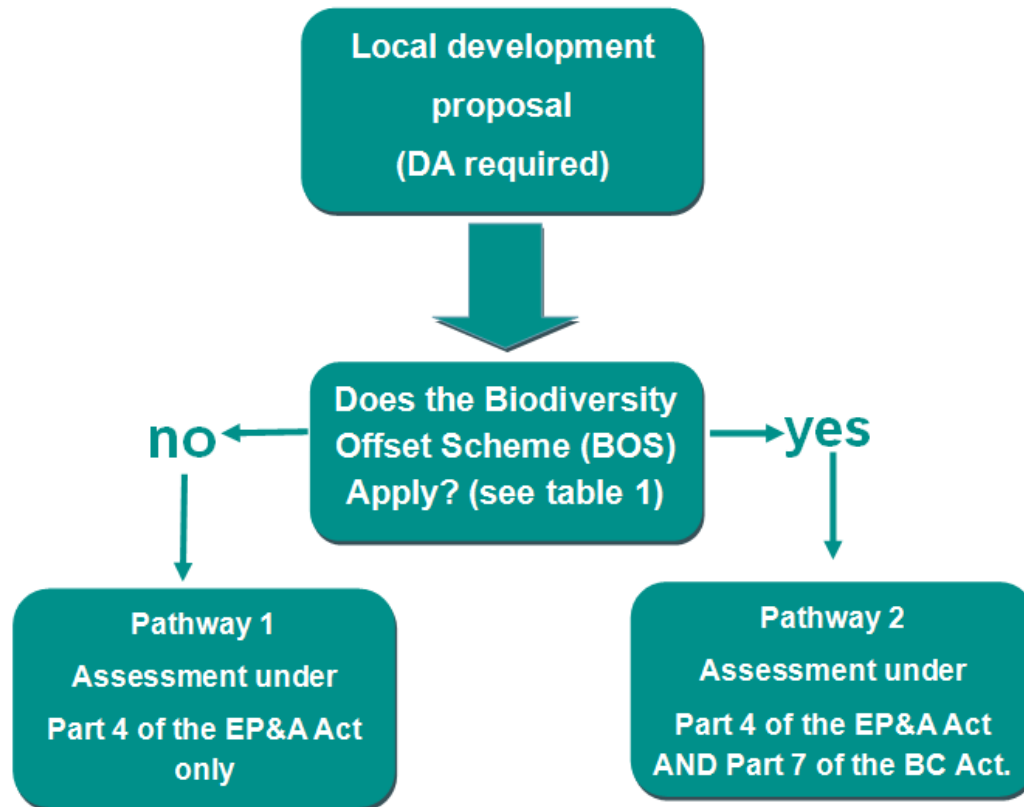 Local development
proposal
(DA required)
Does the Biodiversity
Offset Scheme (BOS)
Apply? (see table 1)
no
yes
Pathway 1
Assessment under
Part 4 of the EP&A Act
only
Pathway 2
Assessment under
Part 4 of the EP&A Act
AND Part 7 of the BC Act.